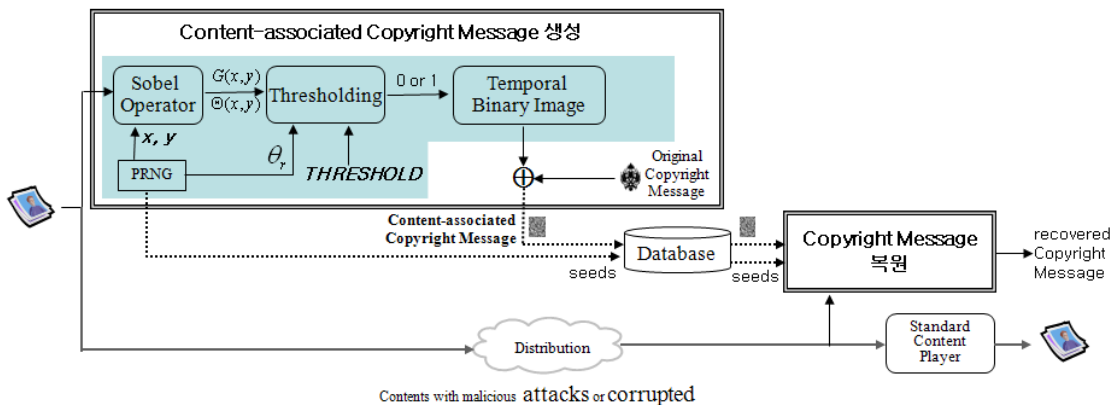 Content-associated Copyright Message 생성
Sobel
Operator
G(x,y)
Θ(x,y)
Thresholding
0 or 1
Temporal
Binary Image
x, y
PRNG
θr
THRESHOLD
Original
Copyright
Message
Content-associated
Copyright Message
seeds
Database
seeds
Copyright Message
복원
recovered
Copyright
Message
Distribution
Standard
Content
Player
Contents with malicious attacks or corrupted